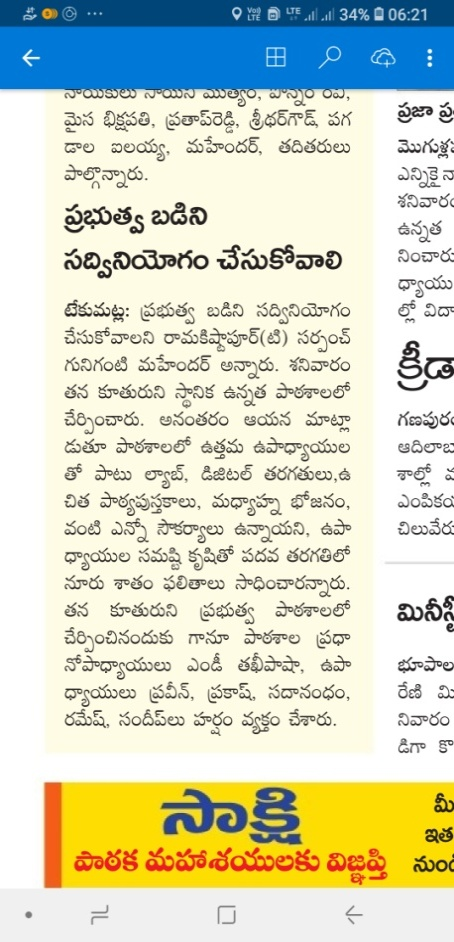 34% 06:21
నాయకులు సాయిని ముత్యం, పొన్నం రవి,
మైస భిక్షపతి, ప్రతాప్‌రెడ్డి, శ్రీధర్‌గౌడ్, పగ
డాల ఐలయ్య, మహేందర్, తదితరులు
పాల్గొన్నారు.
ప్రభుత్వ బడిని
సద్వినియోగం చేసుకోవాలి
టేకుమట్ల: ప్రభుత్వ బడిని సద్వినియోగం
చేసుకోవాలని రామకిష్టాపూర్(టి) సర్పంచ్
గునిగంటి మహేందర్ అన్నారు. శనివారం
తన కూతురుని స్థానిక ఉన్నత పాఠశాలలో
చేర్పించారు. అనంతరం ఆయన మాట్లా
డుతూ పాఠశాలలో ఉత్తమ ఉపాధ్యాయుల
తో పాటు ల్యాబ్, డిజిటల్ తరగతులు,ఉ
చిత పాఠ్యపుస్తకాలు, మధ్యాహ్న భోజనం,
వంటి ఎన్నో సౌకర్యాలు ఉన్నాయని, ఉపా
ధ్యాయుల సమష్టి కృషితో పదవ తరగతిలో
నూరు శాతం ఫలితాలు సాధించారన్నారు.
తన కూతురుని ప్రభుత్వ పాఠశాలలో
చేర్పించినందుకు గానూ పాఠశాల ప్రధా
నోపాధ్యాయులు ఎండీ తఖీపాషా, ఉపా
ధ్యాయులు ప్రవీన్, ప్రకాష్, సదానంధం,
రమేష్, సందీప్‌లు హర్షం వ్యక్తం చేశారు.
ప్రజా ప్ర
మొగుళ్లప
ఎన్నికైనా
శనివారం
ఉన్నత
నించారు
ధ్యాయు
ల్లో విదా
క్రీడా
గణపురం
ఆదిలాబ
శాల్లో
ఎంపికయ
చిలువేరు
మినీస్టే
భూపాల
రేణి మి
నివారం
డిగా కొ
సాక్షి
పాఠక మహాశయులకు విజ్ఞప్తి
మీ
ఇత
నుండి